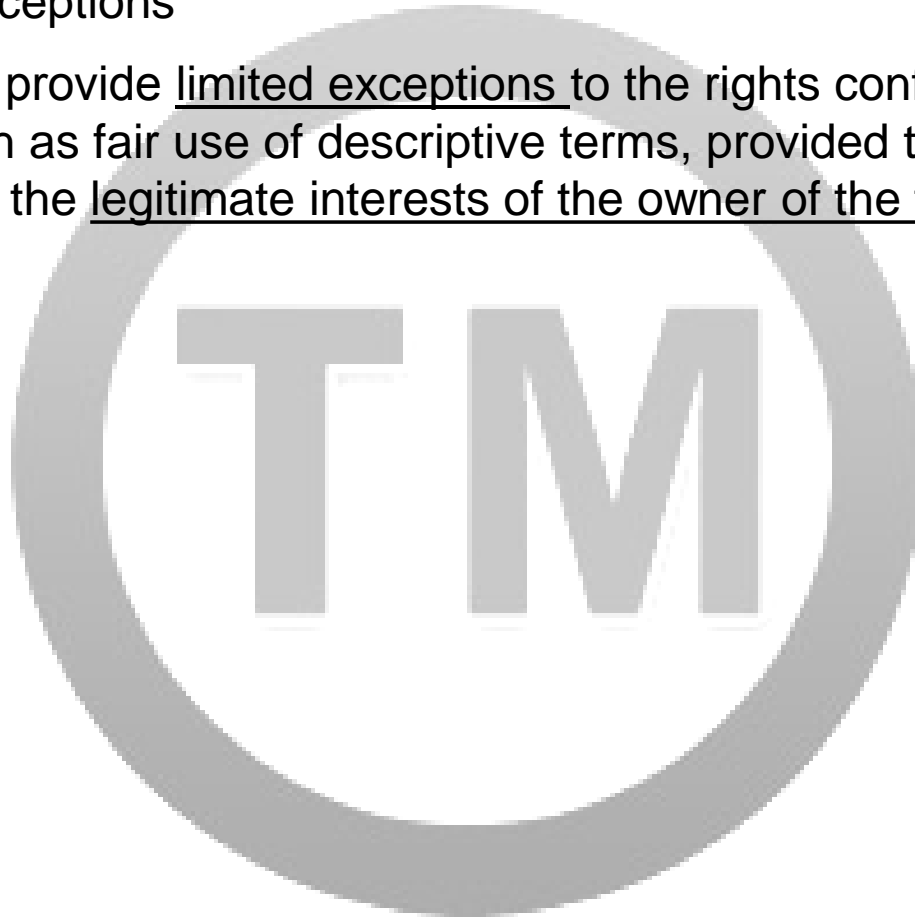 ceptions
provide limited exceptions to the rights con
as fair use of descriptive terms, provided
the legitimate interests of the owner of the
TM